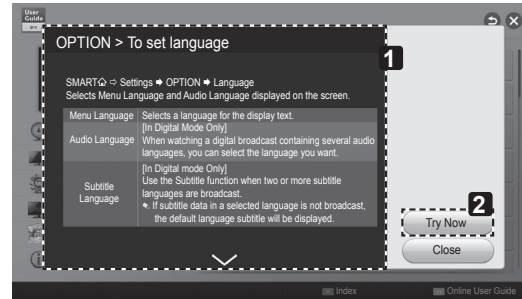 User
Guide
OPTION > To set language
1
SMART ⇨ Settings ➡ OPTION ➡ Language
Selects Menu Language and Audio Language displayed on the screen.
Menu Language Selects a language for the display text.
Audio Language [In Digital Mode Only]
When watching a digital broadcast containing several audio
languages, you can select the language you want.
Subtitle
Language
[In Digital mode Only]
Use the Subtitle function when two or more subtitle
languages are broadcast.
If subtitle data in a selected language is not broadcast,
the default language subtitle will be displayed.
2
Try Now
Close
Index
Online User Guide